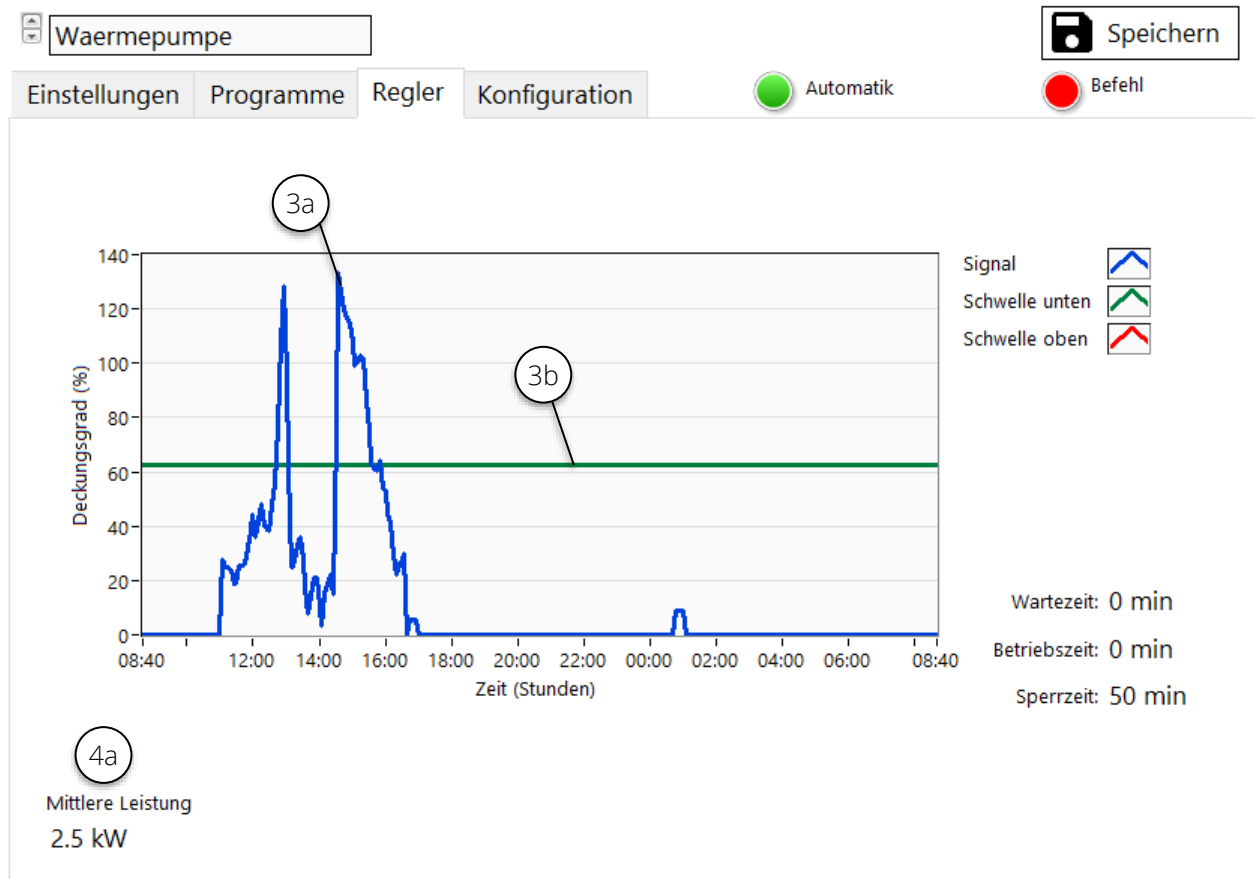 Waermepumpe
Speichern
Einstellungen Programme Regler Konfiguration
Automatik
Befehl
3a
140
120
100
80
60
40
20
0
Deckungsgrad (%)
3b
08:40 12:00 14:00 16:00 18:00 20:00 22:00 00:00 02:00 04:00 06:00 08:40
Zeit (Stunden)
Signal
Schwelle unten
Schwelle oben
Wartezeit: 0 min
Betriebszeit: 0 min
Sperrzeit: 50 min
4a
Mittlere Leistung
2.5 kW